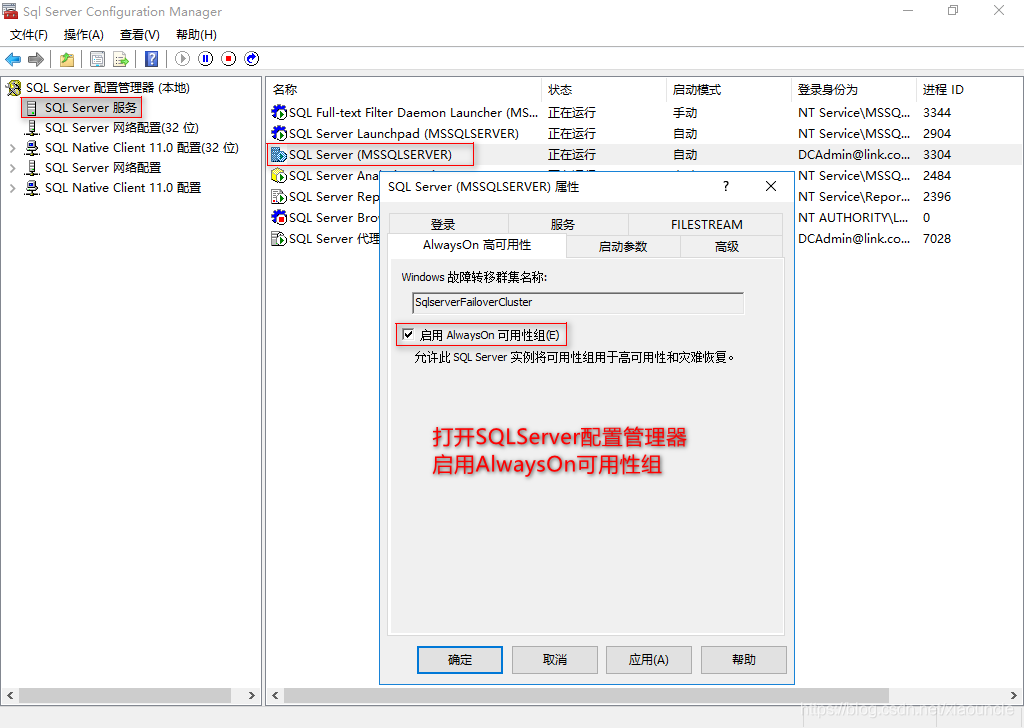 Sql Server Configuration Manager
文件(F) 操作(A) 查看(V) 帮助(H)
SQL Server 配置管理器 (本地)
SQL Server 服务
SQL Server 网络配置(32 位)
SQL Native Client 11.0 配置(32 位)
SQL Server 网络配置
SQL Native Client 11.0 配置
名称 状态 启动模式 登录身份为 进程 ID
SQL Full-text Filter Daemon Launcher (MS... 正在运行 手动 NT Service\MSSQ... 3344
SQL Server Launchpad (MSSQLSERVER) 正在运行 自动 NT Service\MSSQ... 2904
SQL Server (MSSQLSERVER) 正在运行 自动 DCAdmin@link.co... 3304
SQL Server Ana NT Service\MSSQ... 2484
SQL Server Rep NT Service\Repor... 2396
SQL Server Bro NT AUTHORITY\L... 0
SQL Server 代理 DCAdmin@link.co... 7028
SQL Server (MSSQLSERVER) 属性
登录 服务 FILESTREAM
AlwaysOn 高可用性 启动参数 高级
Windows 故障转移群集名称:
SqlserverFailoverCluster
启用 AlwaysOn 可用性组(E)
允许此 SQL Server 实例将可用性组用于高可用性和灾难恢复。
打开SQLServer配置管理器
启用AlwaysOn可用性组
确定 取消 应用(A) 帮助
https://blog.csdn.net/xiaouncle